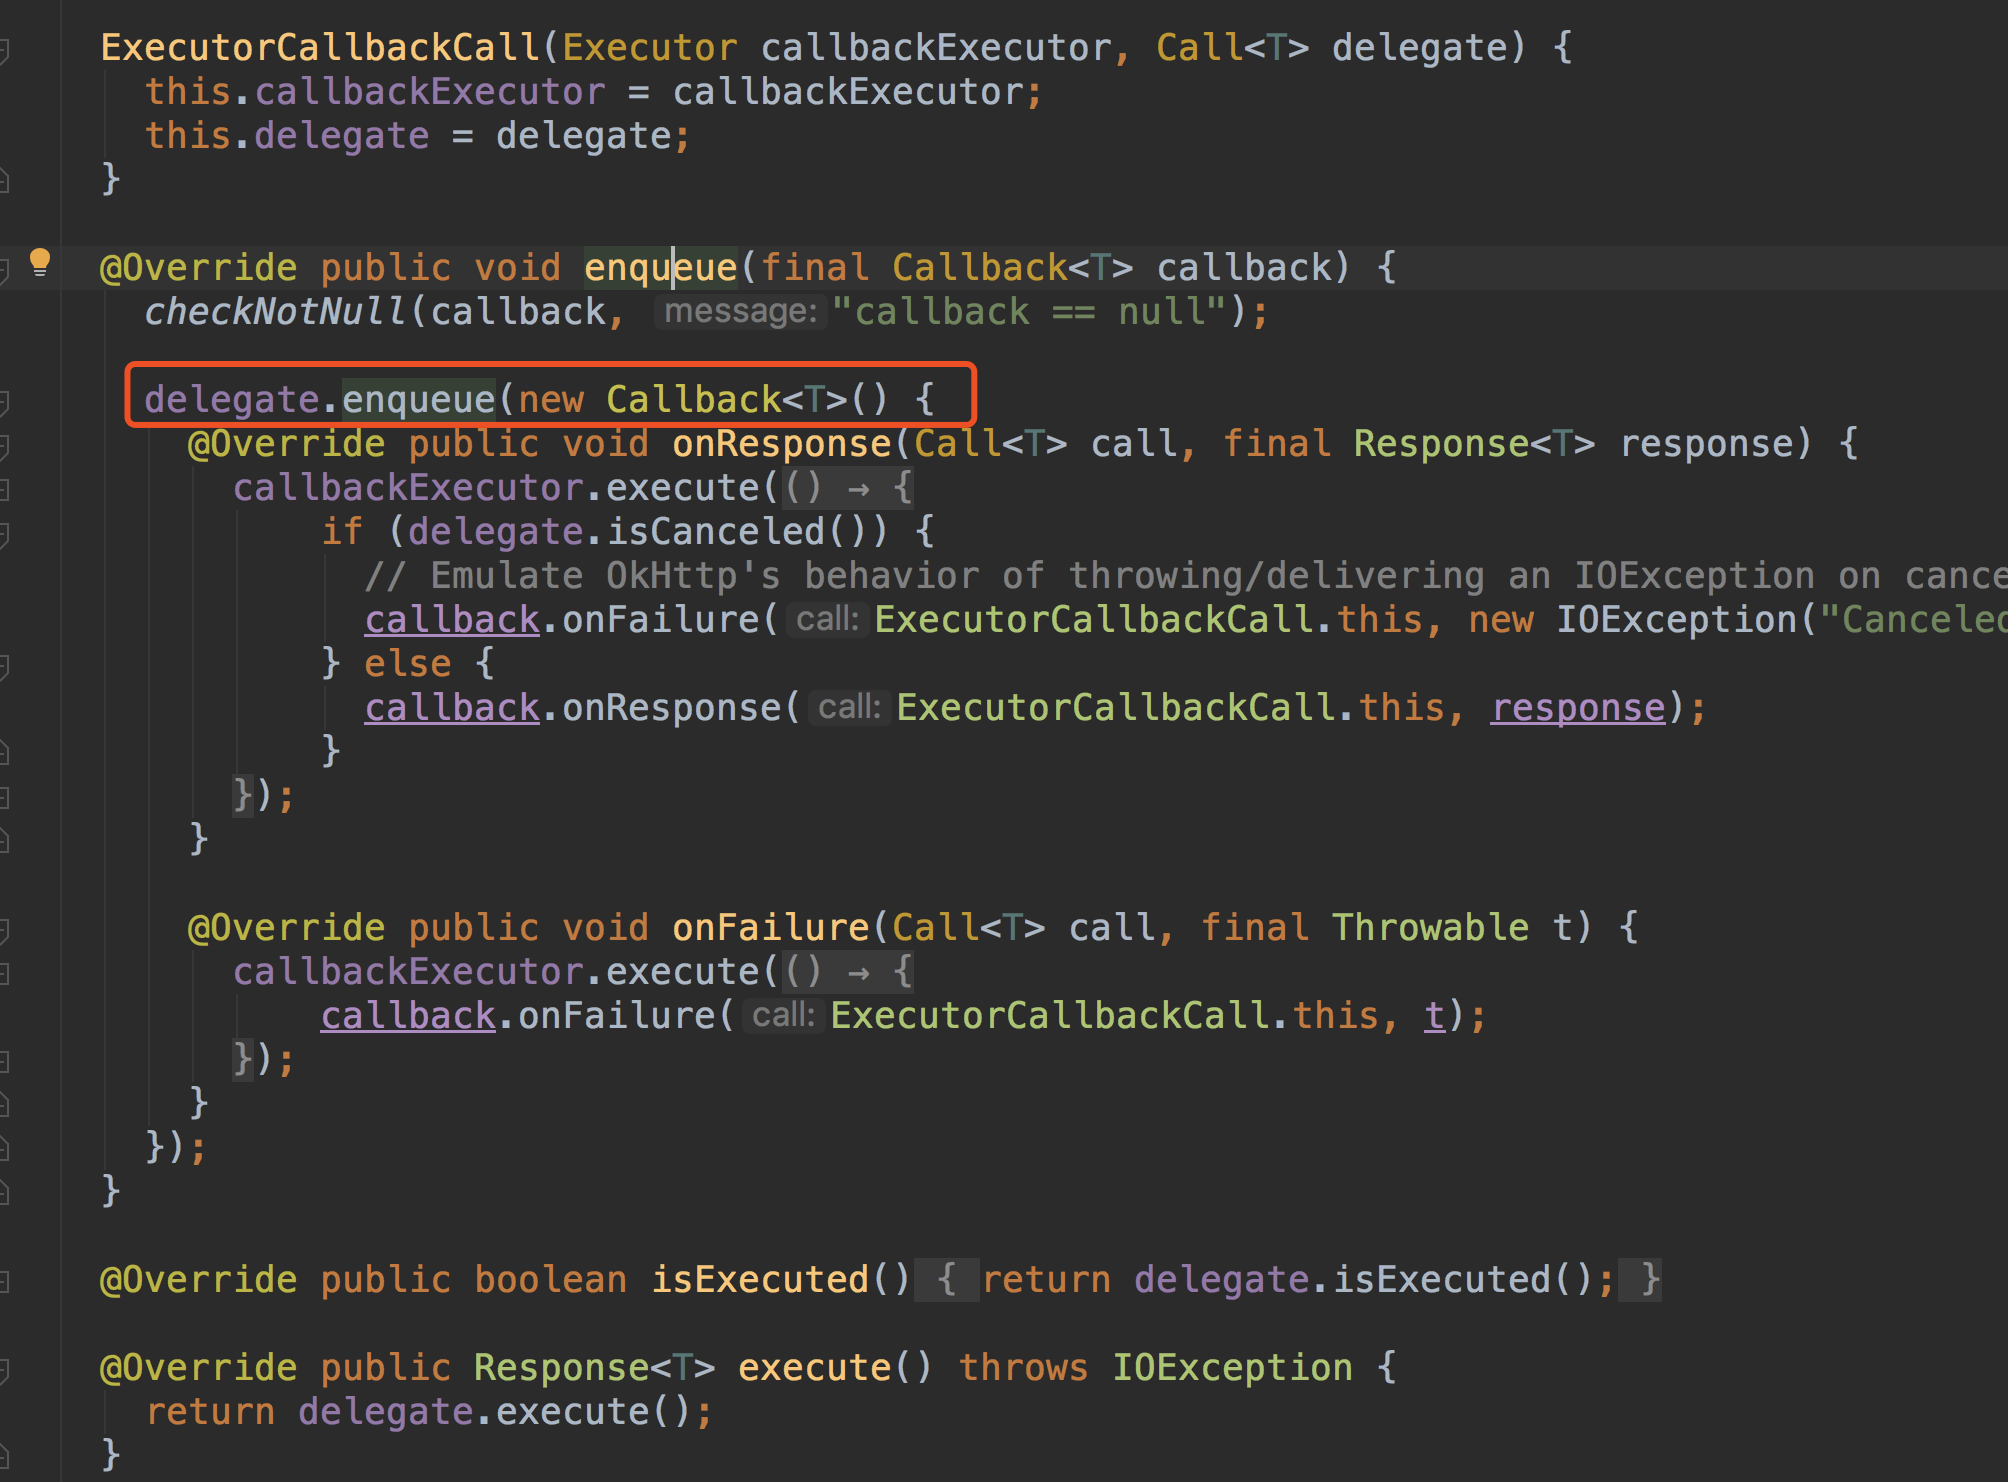 ExecutorCallbackCall(Executor callbackExecutor, Call<T> delegate) {
this.callbackExecutor = callbackExecutor;
this.delegate = delegate;
}
@Override public void enqueue(final Callback<T> callback) {
checkNotNull(callback, message: "callback == null");
delegate.enqueue(new Callback<T>() {
@Override public void onResponse(Call<T> call, final Response<T> response) {
callbackExecutor.execute(() → {
if (delegate.isCanceled()) {
// Emulate OkHttp's behavior of throwing/delivering an IOException on cance
callback.onFailure( call: ExecutorCallbackCall.this, new IOException("Canceled
} else {
callback.onResponse( call: ExecutorCallbackCall.this, response);
}
});
}
@Override public void onFailure(Call<T> call, final Throwable t) {
callbackExecutor.execute(() → {
callback.onFailure( call: ExecutorCallbackCall.this, t);
});
}
});
}
@Override public boolean isExecuted() { return delegate.isExecuted(); }
@Override public Response<T> execute() throws IOException {
return delegate.execute();
}